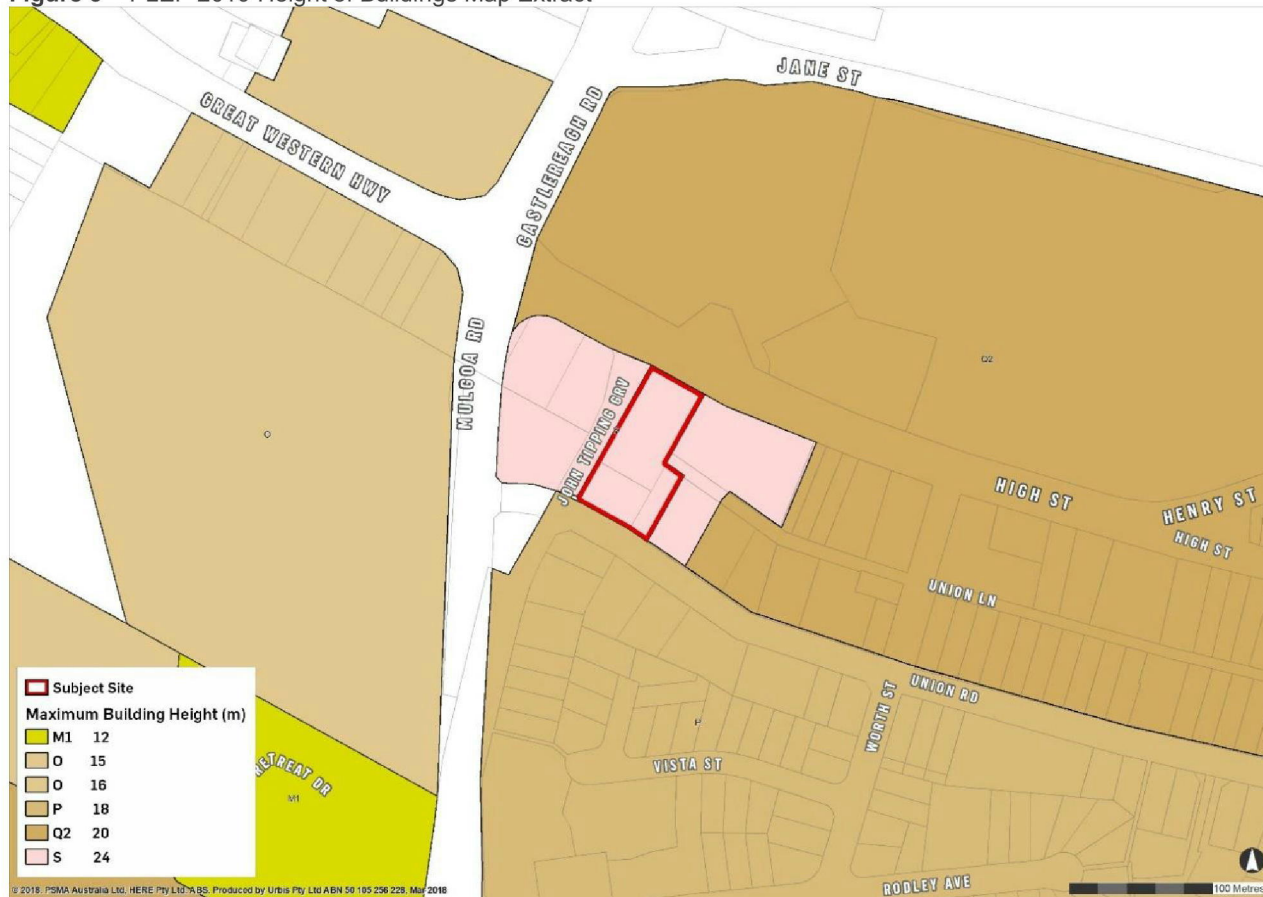 JANE ST
GREAT WESTERN HWY
CASTLEREAGH RD
MULGOA RD
Q2
O
JOHN TIPPING GRV
HIGH ST
HENRY ST
HIGH ST
UNION LN
UNION RD
WORTH ST
P
VISTA ST
RETREAT DR
M1
RODLEY AVE
Subject Site
Maximum Building Height (m)
M1 12
O 15
O 16
P 18
Q2 20
S 24
© 2018. PSMA Australia Ltd, HERE Pty Ltd. ABS. Produced by Urbis Pty Ltd ABN 50 105 256 228, Mar 2018
100 Metres